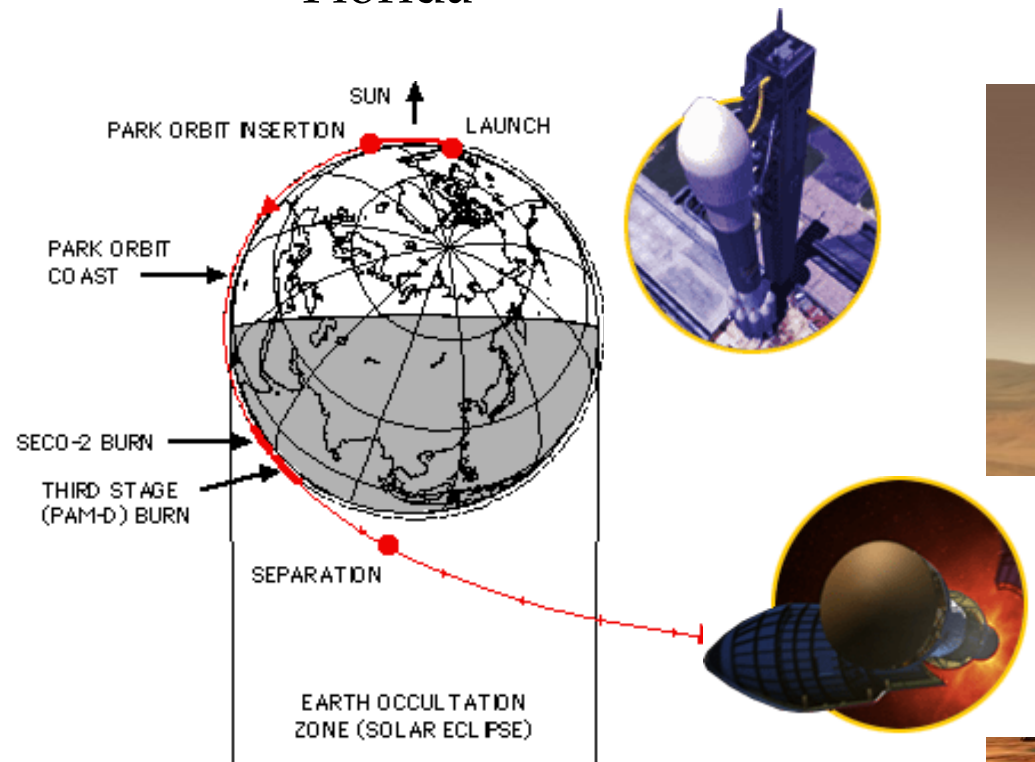 Florida
SUN
PARK ORBIT INSERTION
LAUNCH
PARK ORBIT
COAST
SECO-2 BURN
THIRD STAGE
(PAM-D) BURN
SEPARATION
EARTH OCCULTATION
ZONE (SOLAR ECLIPSE)